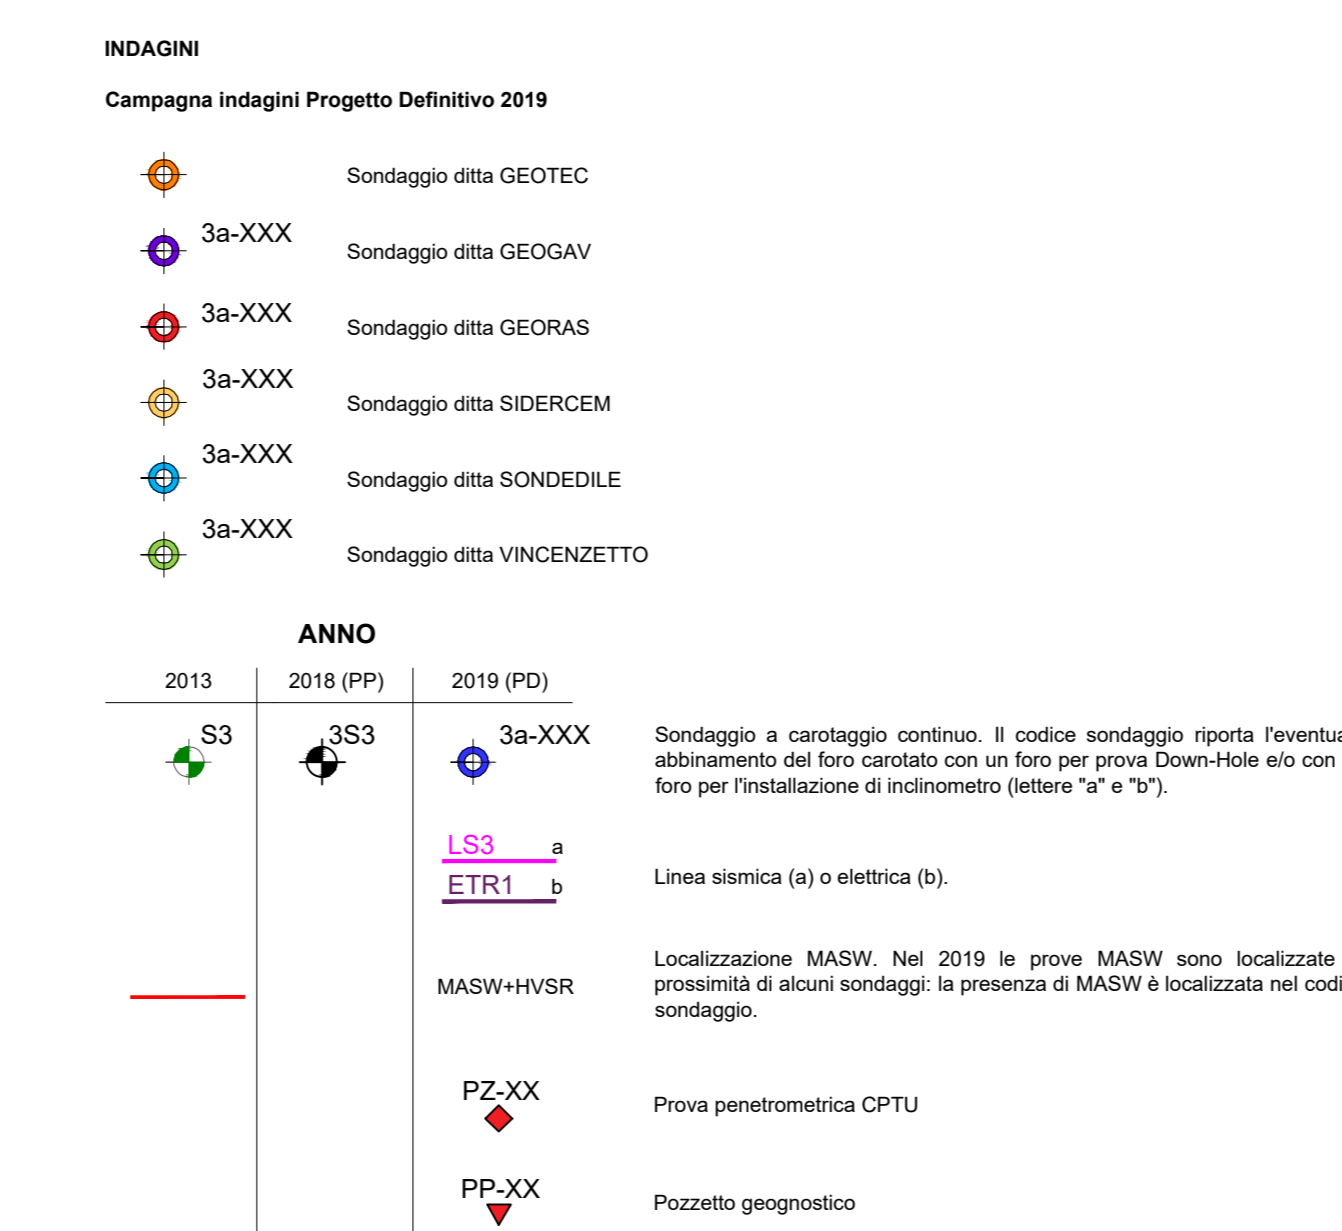 INDAGINI
Campagna indagini Progetto Definitivo 2019
Sondaggio ditta GEOTEC
3a-XXX
Sondaggio ditta GEOGAV
3a-XXX
Sondaggio ditta GEORAS
3a-XXX
Sondaggio ditta SIDERCEM
3a-XXX
Sondaggio ditta SONDEDILE
3a-XXX
Sondaggio ditta VINCENZETTO
ANNO
2013 2018 (PP) 2019 (PD)
S3 3S3 3a-XXX
Sondaggio a carotaggio continuo. Il codice sondaggio riporta l'eventua
abbinamento del foro carotato con un foro per prova Down-Hole e/o con
foro per l'installazione di inclinometro (lettere "a" e "b").
LS3 a
ETR1 b
Linea sismica (a) o elettrica (b).
MASW+HVSR
Localizzazione MASW. Nel 2019 le prove MASW sono localizzate
prossimità di alcuni sondaggi: la presenza di MASW è localizzata nel codi
sondaggio.
PZ-XX
Prova penetrometrica CPTU
PP-XX
Pozzetto geognostico